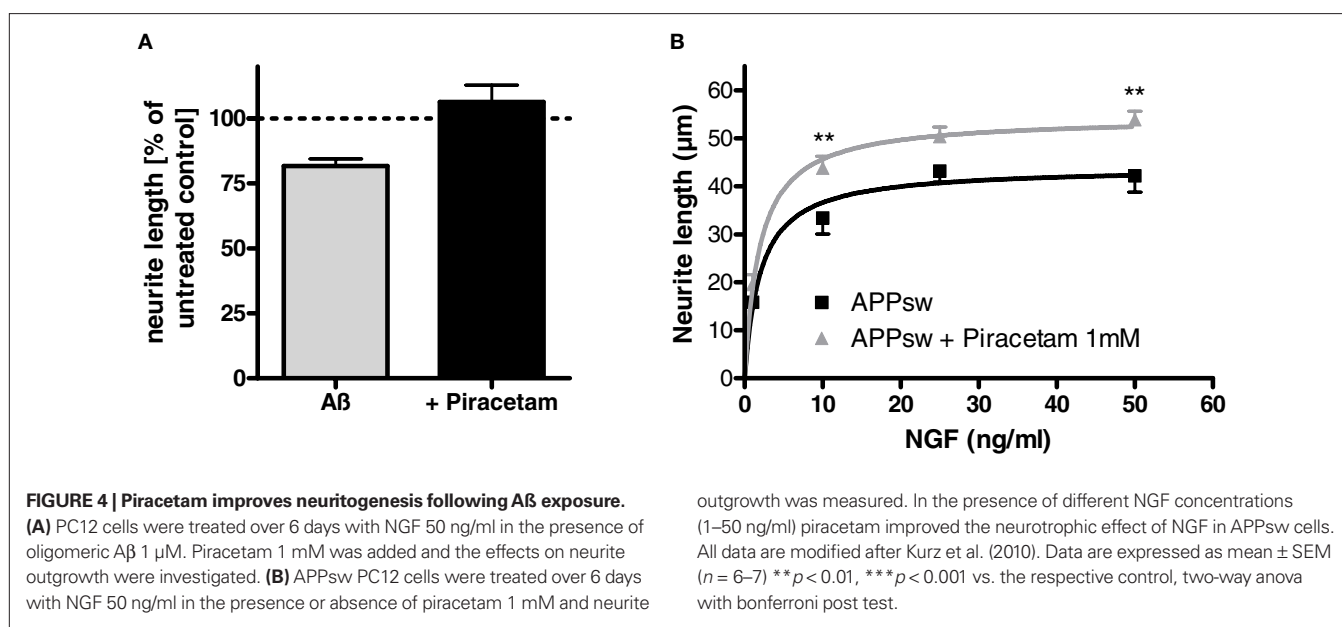 A
neurite length [% of
untreated control]
100
75
50
25
0
Aß
+ Piracetam
B
Neurite length (µm)
60
50
40
30
20
10
0
**
**
APPsw
APPsw + Piracetam 1mM
0
10
20
30
40
50
60
NGF (ng/ml)
FIGURE 4 | Piracetam improves neuritogenesis following Aß exposure.
(A) PC12 cells were treated over 6 days with NGF 50 ng/ml in the presence of
oligomeric Aβ 1 µM. Piracetam 1 mM was added and the effects on neurite
outgrowth were investigated. (B) APPsw PC12 cells were treated over 6 days
with NGF 50 ng/ml in the presence or absence of piracetam 1 mM and neurite
outgrowth was measured. In the presence of different NGF concentrations
(1–50 ng/ml) piracetam improved the neurotrophic effect of NGF in APPsw cells.
All data are modified after Kurz et al. (2010). Data are expressed as mean ± SEM
(n = 6–7) **p < 0.01, ***p < 0.001 vs. the respective control, two-way anova
with bonferroni post test.